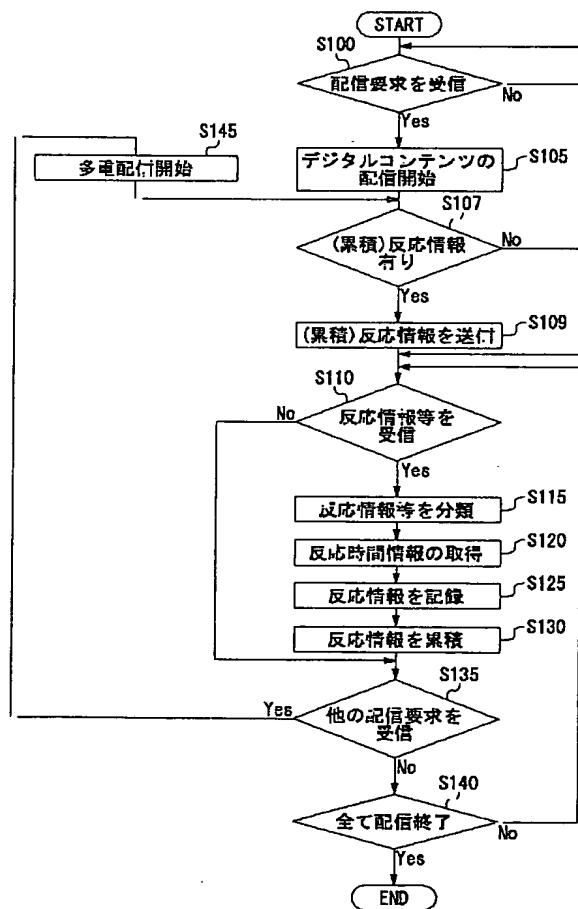 START
S100
配信要求を受信
No
Yes
S145
多重配信開始
デジタルコンテンツの
配信開始
S105
S107
(累積)反応情報
有り
No
Yes
(累積)反応情報を送付
S109
S110
No
反応情報等を
受信
Yes
反応情報等を分類
S115
反応時間情報の取得
S120
反応情報を記録
S125
反応情報を累積
S130
S135
Yes
他の配信要求を
受信
No
S140
全て配信終了
No
Yes
END